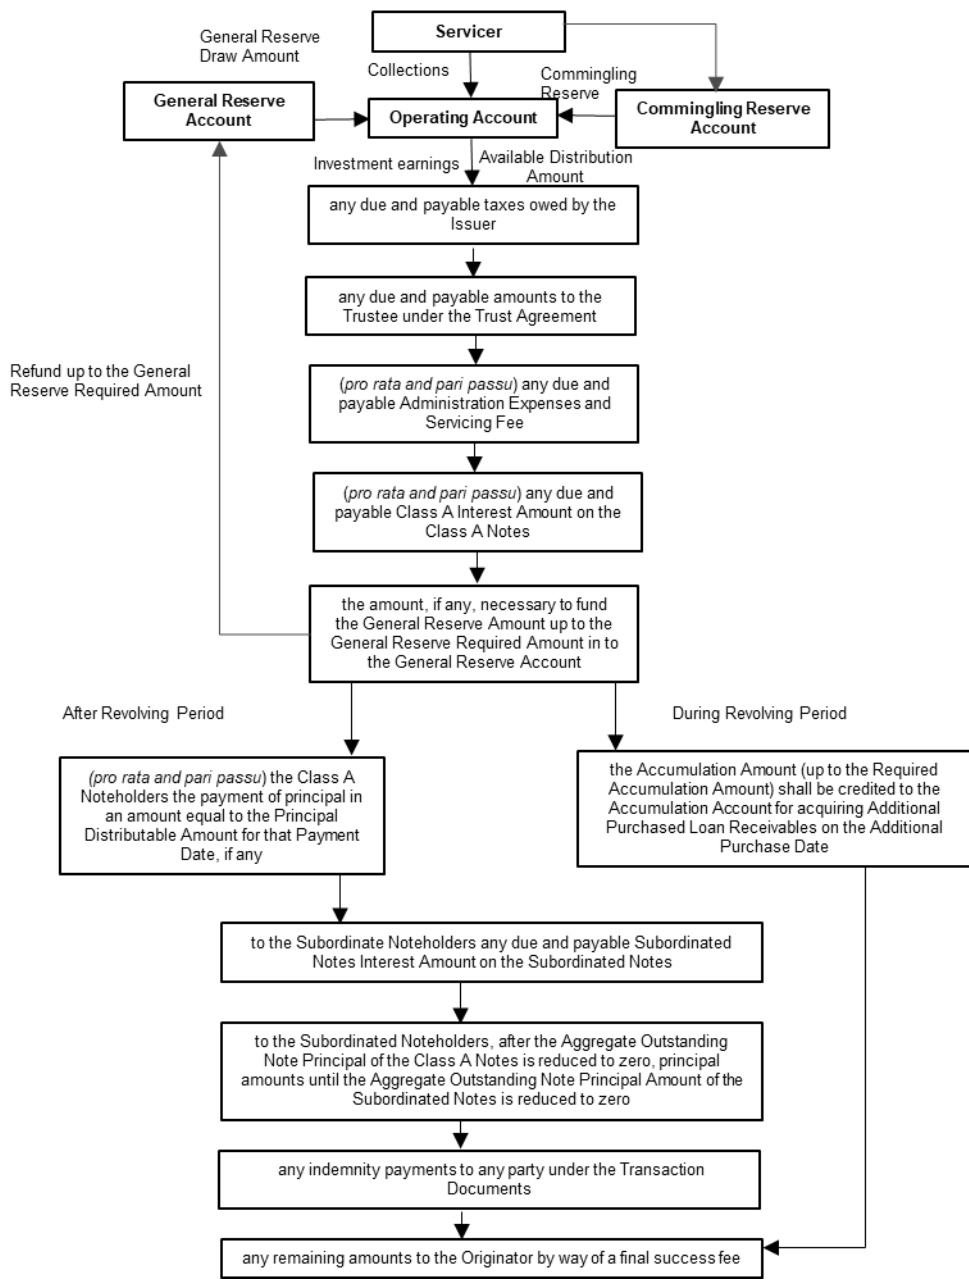 General Reserve
Draw Amount
Servicer
Collections
Commingling
Reserve
General Reserve
Account
Operating Account
Commingling Reserve
Account
Investment earnings
Available Distribution
Amount
any due and payable taxes owed by the
Issuer
any due and payable amounts to the
Trustee under the Trust Agreement
Refund up to the General
Reserve Required Amount
(pro rata and pari passu) any due and
payable Administration Expenses and
Servicing Fee
(pro rata and pari passu) any due and
payable Class A Interest Amount on the
Class A Notes
the amount, if any, necessary to fund
the General Reserve Amount up to the
General Reserve Required Amount in to
the General Reserve Account
After Revolving Period
During Revolving Period
(pro rata and pari passu) the Class A
Noteholders the payment of principal in
an amount equal to the Principal
Distributable Amount for that Payment
Date, if any
the Accumulation Amount (up to the Required
Accumulation Amount) shall be credited to the
Accumulation Account for acquiring Additional
Purchased Loan Receivables on the Additional
Purchase Date
to the Subordinate Noteholders any due and payable Subordinated
Notes Interest Amount on the Subordinated Notes
to the Subordinated Noteholders, after the Aggregate Outstanding
Note Principal of the Class A Notes is reduced to zero, principal
amounts until the Aggregate Outstanding Note Principal Amount of the
Subordinated Notes is reduced to zero
any indemnity payments to any party under the Transaction
Documents
any remaining amounts to the Originator by way of a final success fee